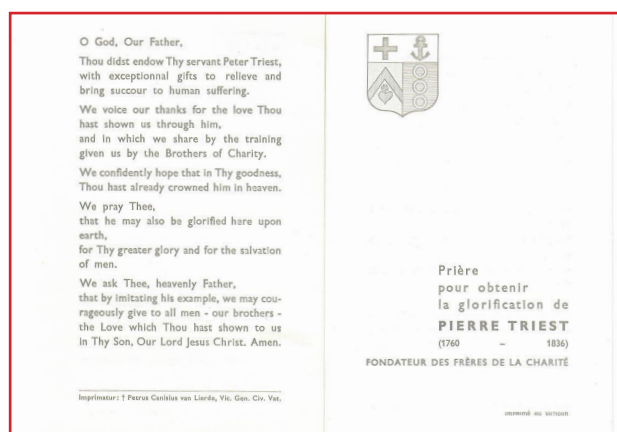 O God, Our Father,
Thou didst endow Thy servant Peter Triest,
with exceptionnal gifts to relieve and
bring succour to human suffering.
We voice our thanks for the love Thou
hast shown us through him,
and in which we share by the training
given us by the Brothers of Charity.
We confidently hope that in Thy goodness,
Thou hast already crowned him in heaven.
We pray Thee,
that he may also be glorified here upon
earth,
for Thy greater glory and for the salvation
of men.
We ask Thee, heavenly Father,
that by imitating his example, we may cou-
rageously give to all men - our brothers -
the Love which Thou hast shown to us
in Thy Son, Our Lord Jesus Christ. Amen.
Imprimatur: † Petrus Canisius van Lierde, Vic. Gen. Civ. Vat.
Prière
pour obtenir
la glorification de
PIERRE TRIEST
(1760 – 1836)
FONDATEUR DES FRÈRES DE LA CHARITÉ
IMPRIMÉ AU